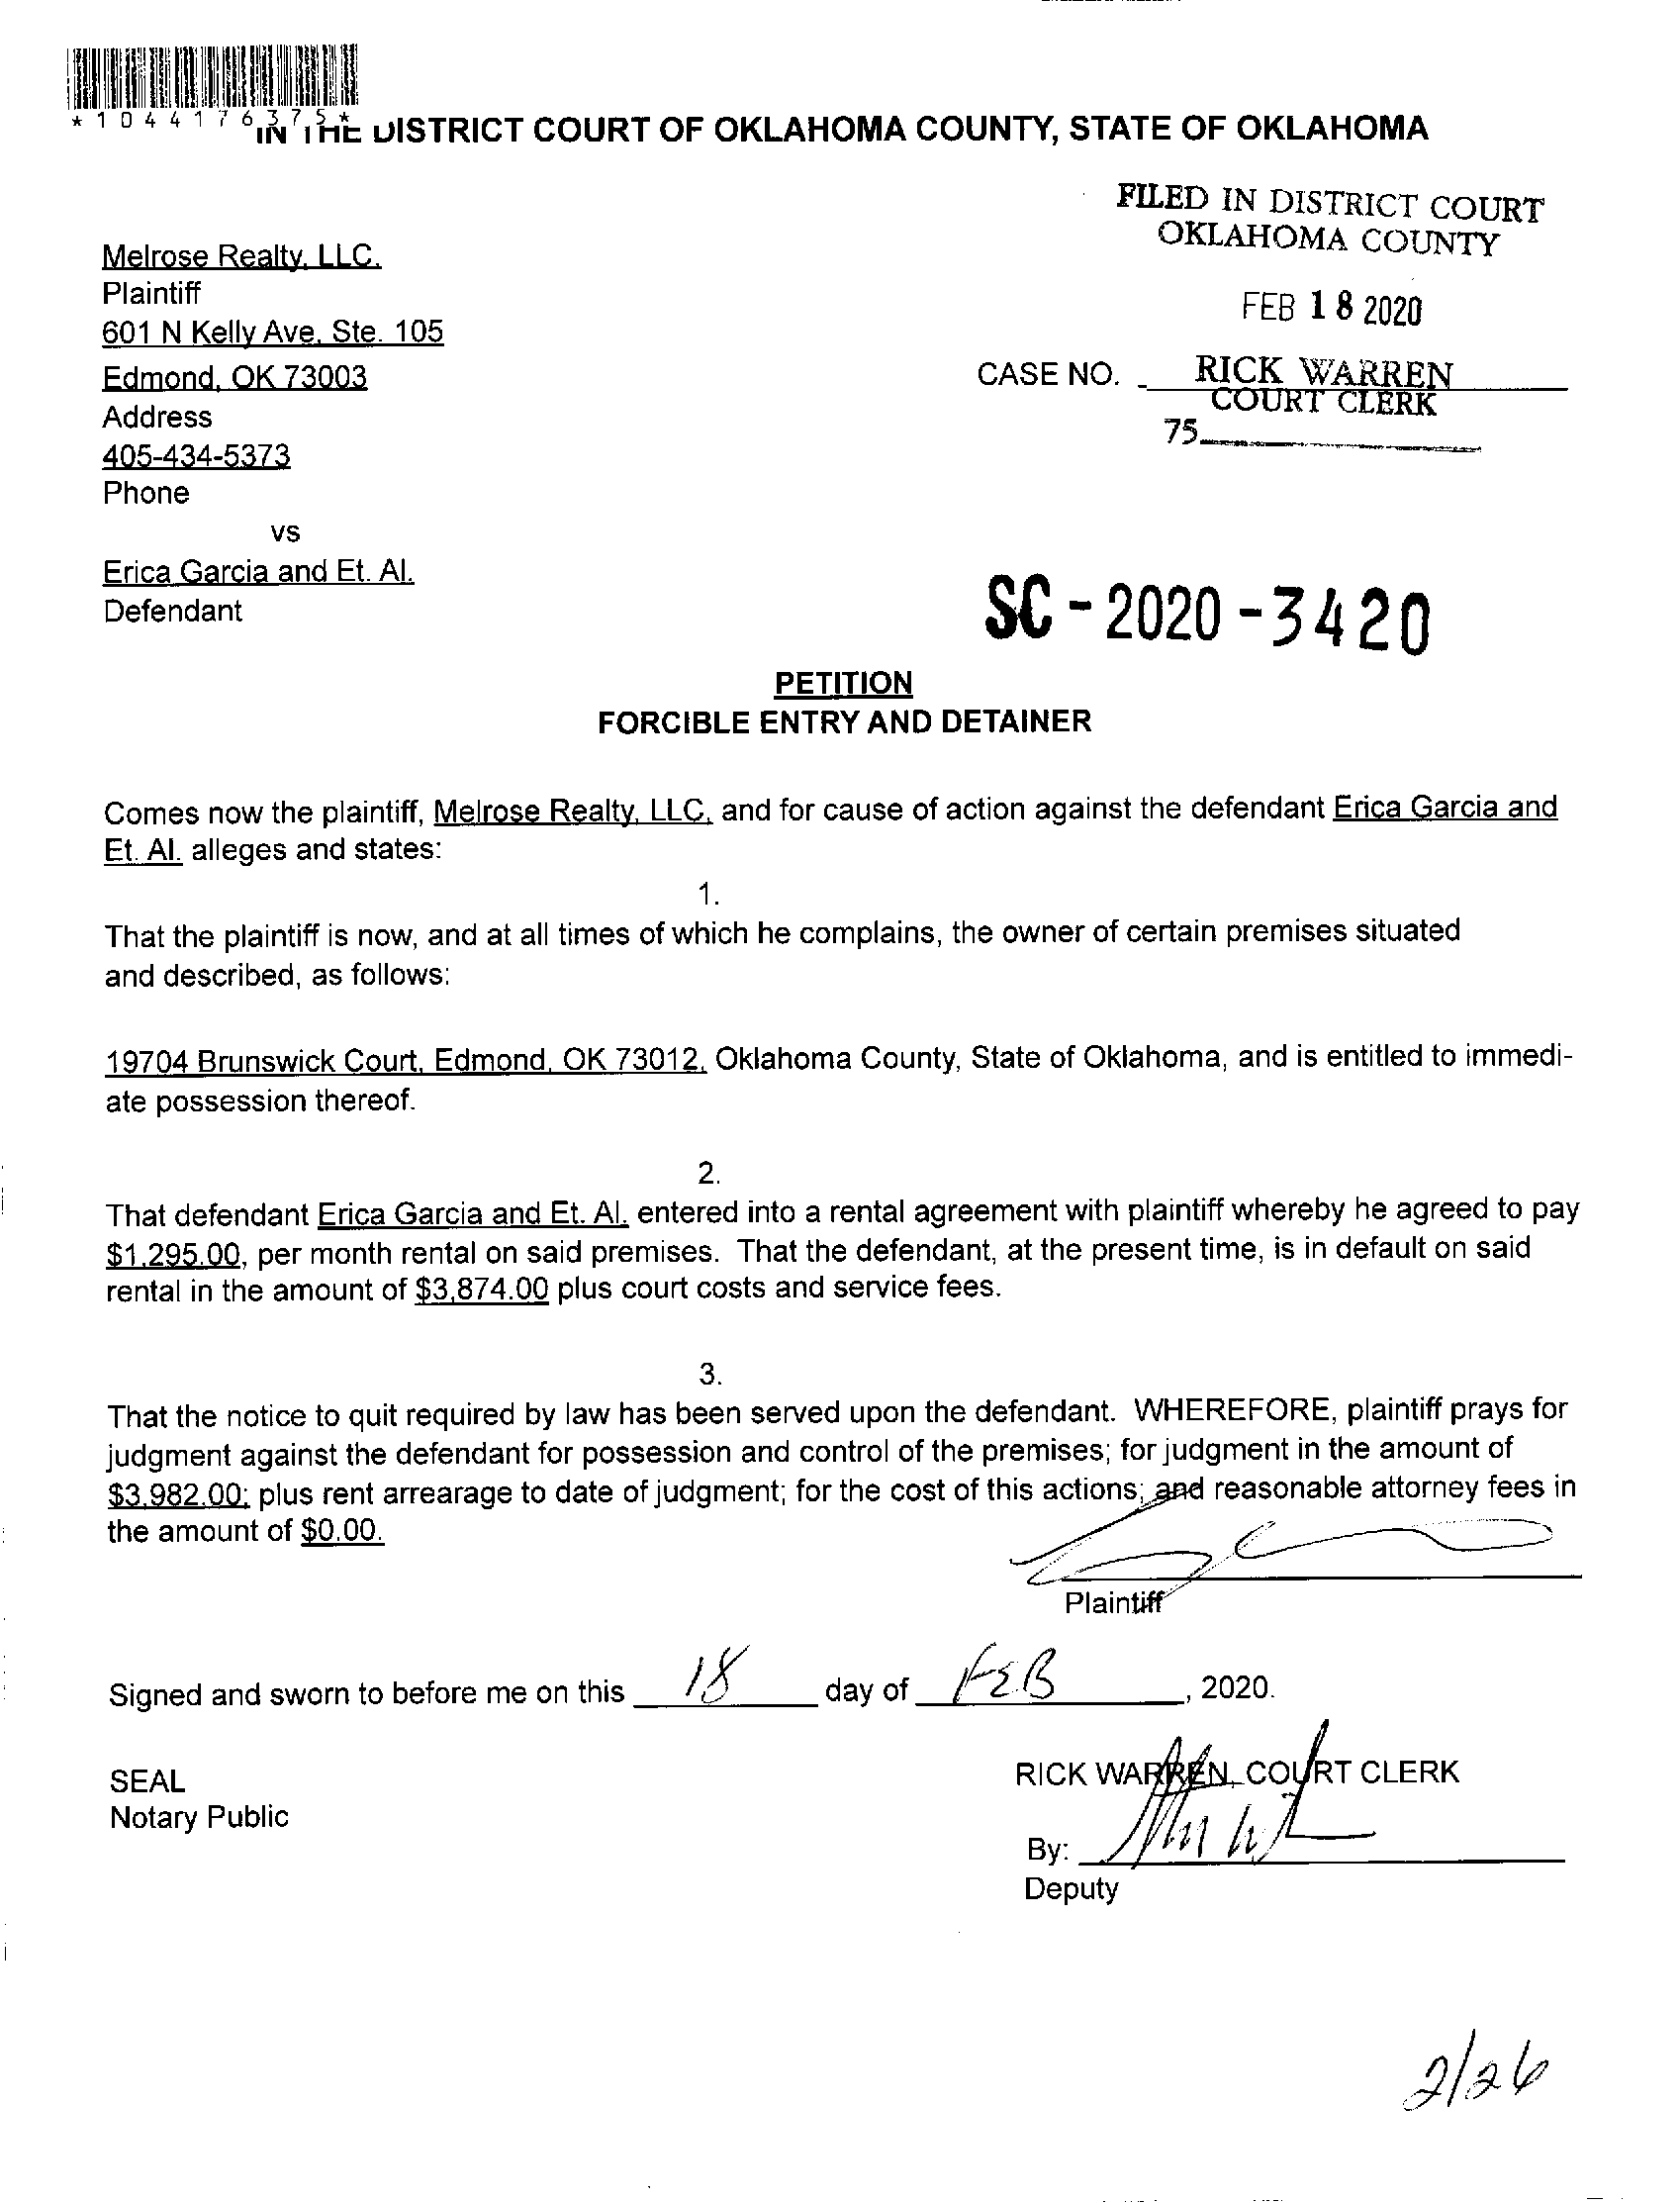 *1044176375*
IN THE DISTRICT COURT OF OKLAHOMA COUNTY, STATE OF OKLAHOMA
FILED IN DISTRICT COURT
OKLAHOMA COUNTY
FEB 18 2020
RICK WARREN
COURT CLERK
75
Melrose Realty, LLC.
Plaintiff
601 N Kelly Ave, Ste. 105
Edmond, OK 73003
Address
405-434-5373
Phone
CASE NO.
vs
Erica Garcia and Et. Al.
Defendant
SC - 2020 - 3420
PETITION
FORCIBLE ENTRY AND DETAINER
Comes now the plaintiff, Melrose Realty, LLC, and for cause of action against the defendant Erica Garcia and
Et. Al. alleges and states:
1.
That the plaintiff is now, and at all times of which he complains, the owner of certain premises situated
and described, as follows:
19704 Brunswick Court, Edmond, OK 73012, Oklahoma County, State of Oklahoma, and is entitled to immedi-
ate possession thereof.
2.
That defendant Erica Garcia and Et. Al. entered into a rental agreement with plaintiff whereby he agreed to pay
$1,295.00, per month rental on said premises. That the defendant, at the present time, is in default on said
rental in the amount of $3,874.00 plus court costs and service fees.
3.
That the notice to quit required by law has been served upon the defendant. WHEREFORE, plaintiff prays for
judgment against the defendant for possession and control of the premises; for judgment in the amount of
$3,982.00; plus rent arrearage to date of judgment; for the cost of this actions; and reasonable attorney fees in
the amount of $0.00.
Plaintiff
Signed and sworn to before me on this 18 day of FEB, 2020.
SEAL
Notary Public
RICK WARREN, COURT CLERK
By:
Deputy
2/26